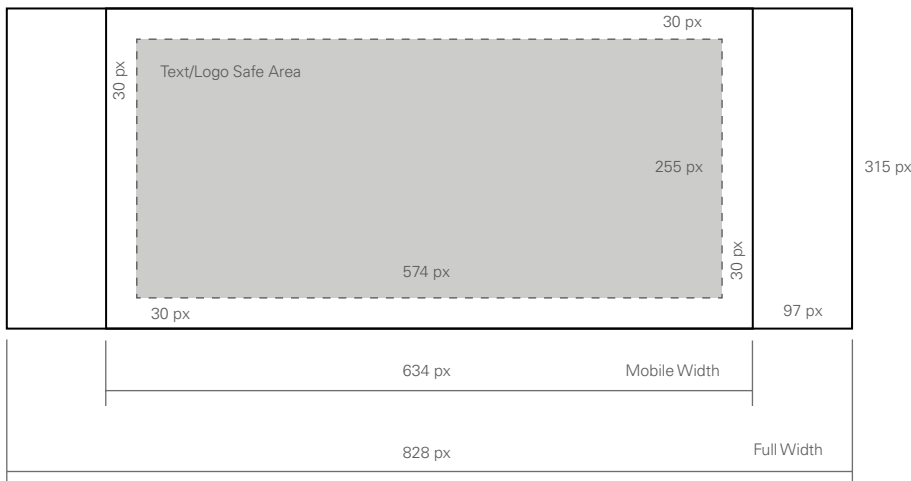 30 px
30 px
Text/Logo Safe Area
255 px
315 px
30 px
574 px
30 px
97 px
634 px
Mobile Width
828 px
Full Width